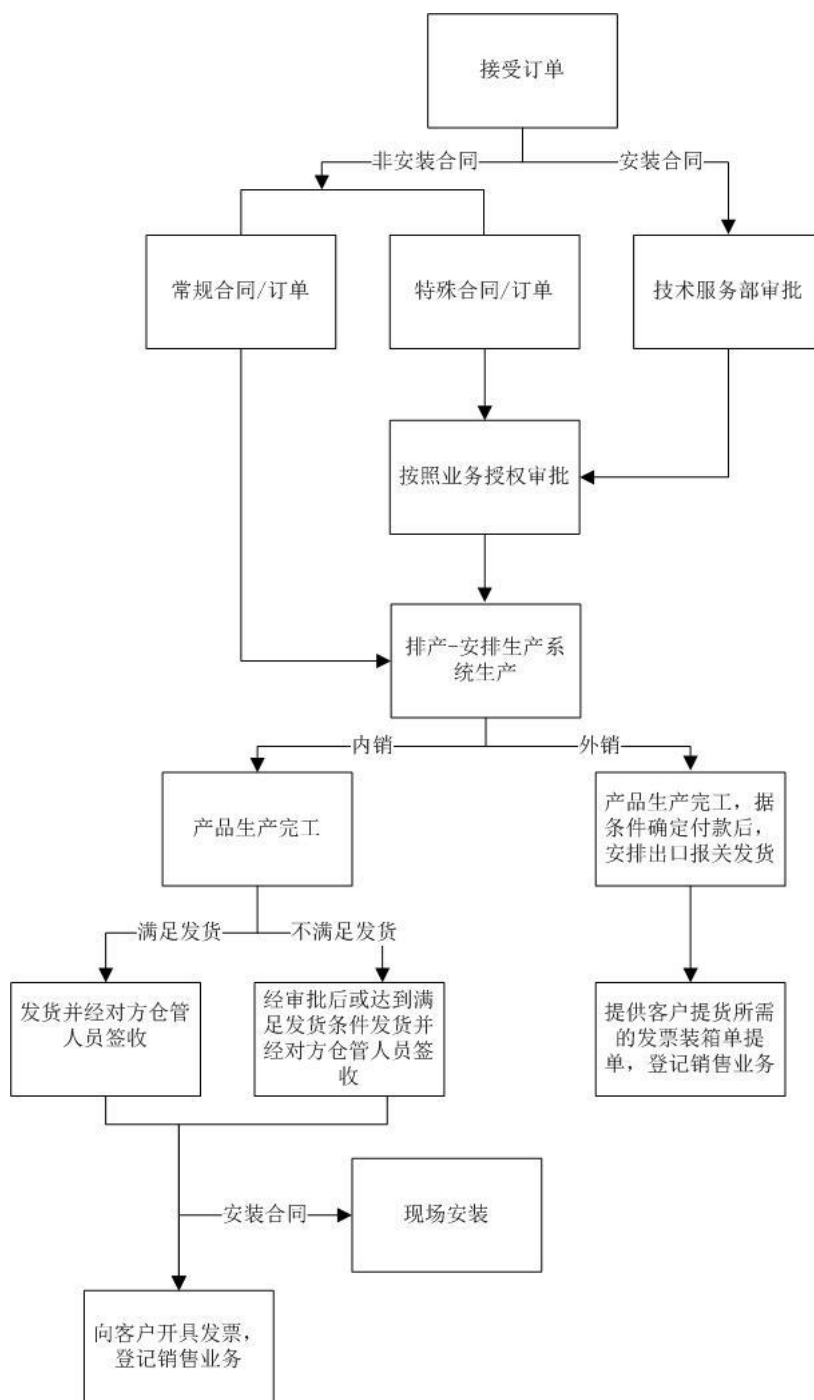 接受订单
非安装合同
安装合同
常规合同/订单
特殊合同/订单
技术服务部审批
按照业务授权审批
排产-安排生产系
统生产
内销
外销
产品生产完工
产品生产完工，据
条件确定付款后，
安排出口报关发货
满足发货
不满足发货
发货并经对方仓管
人员签收
经审批后或达到满
足发货条件发货并
经对方仓管人员签
收
提供客户提货所需
的发票装箱单提
单，登记销售业务
安装合同
现场安装
向客户开具发票，
登记销售业务